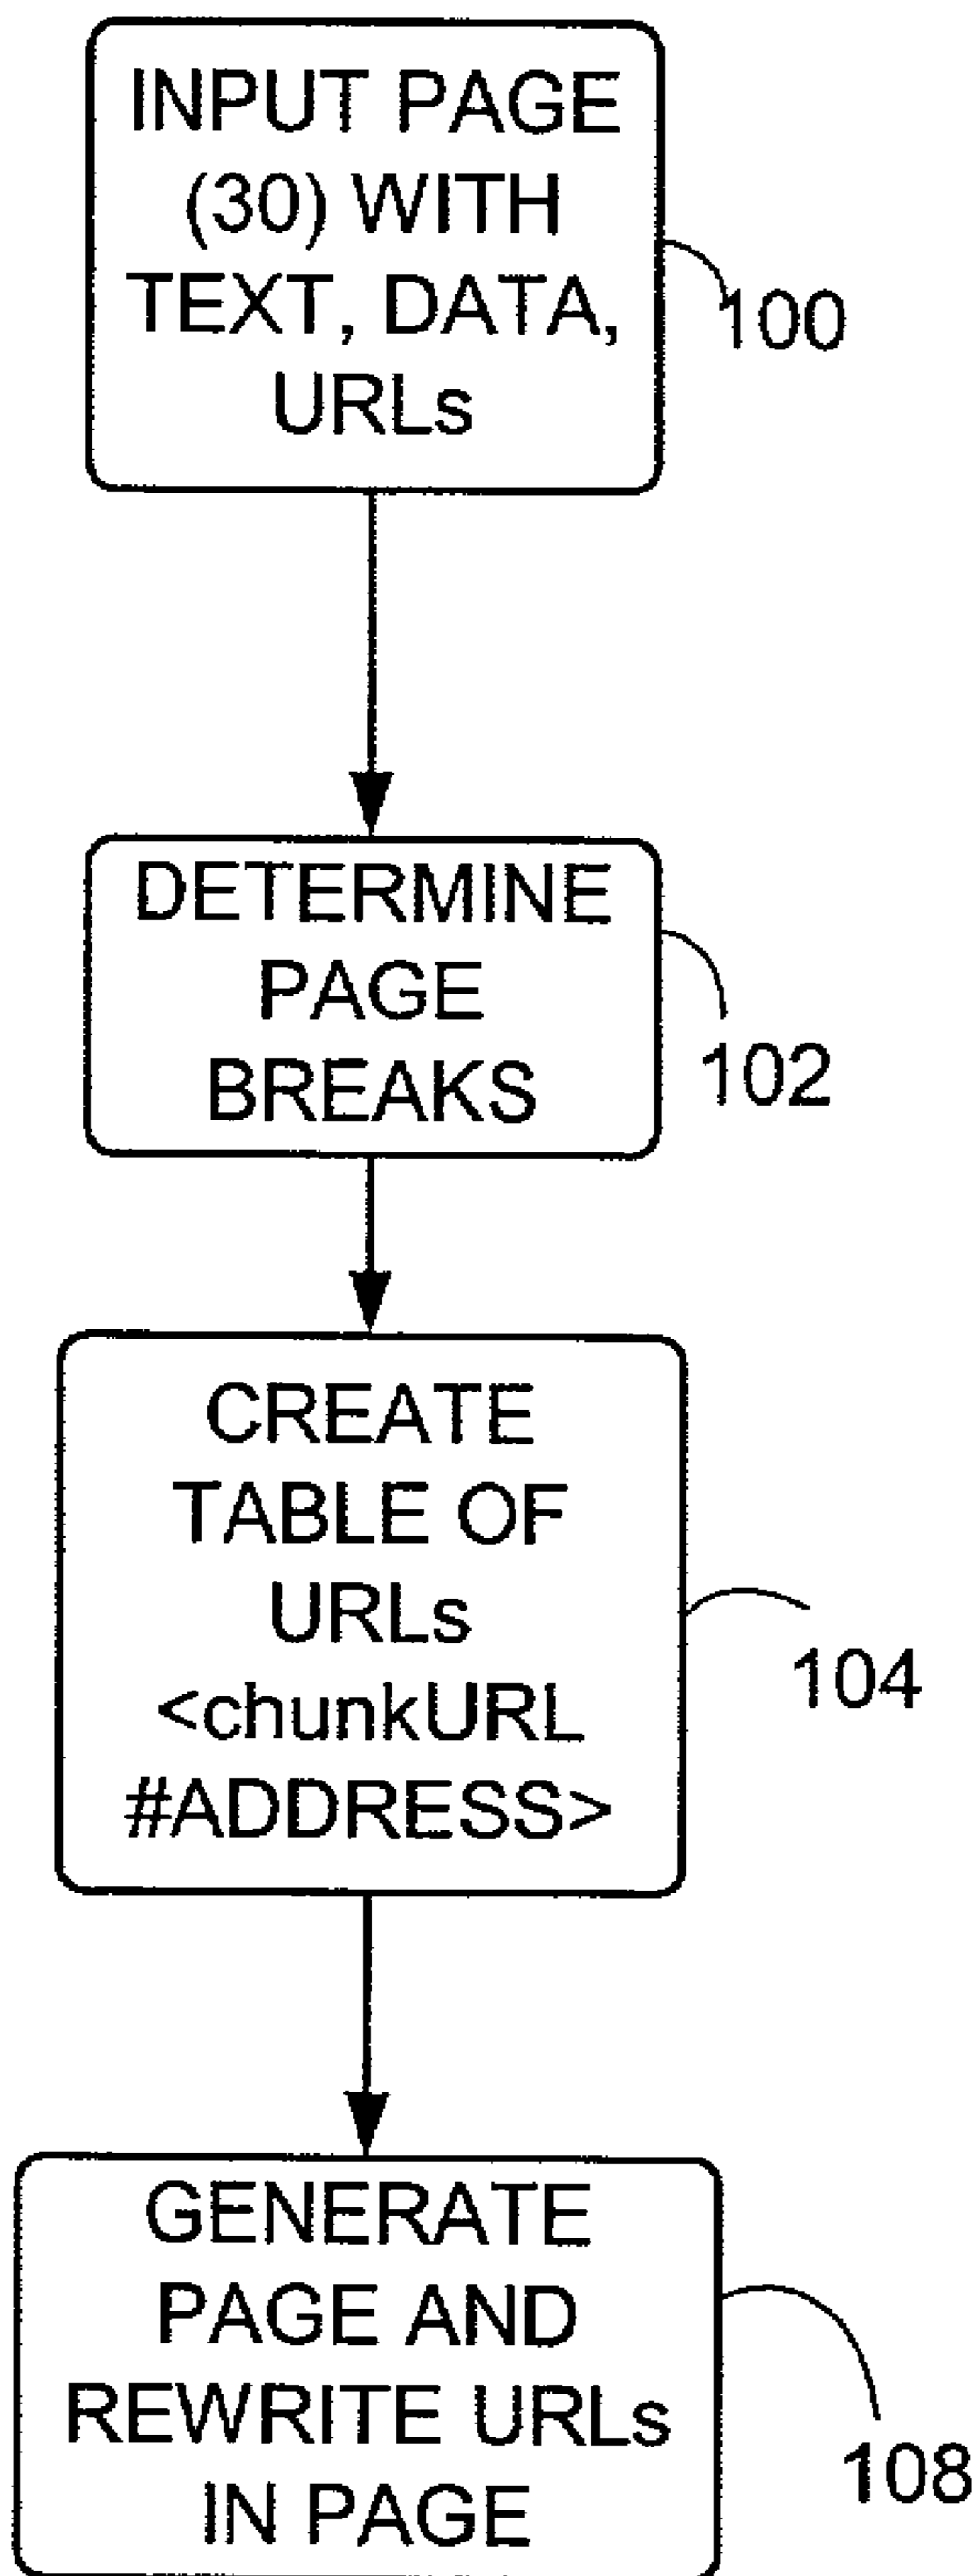 INPUT PAGE
(30) WITH
TEXT, DATA,
URLs
100
DETERMINE
PAGE
BREAKS
102
CREATE
TABLE OF
URLs
<chunkURL
#ADDRESS>
104
GENERATE
PAGE AND
REWRITE URLs
IN PAGE
108